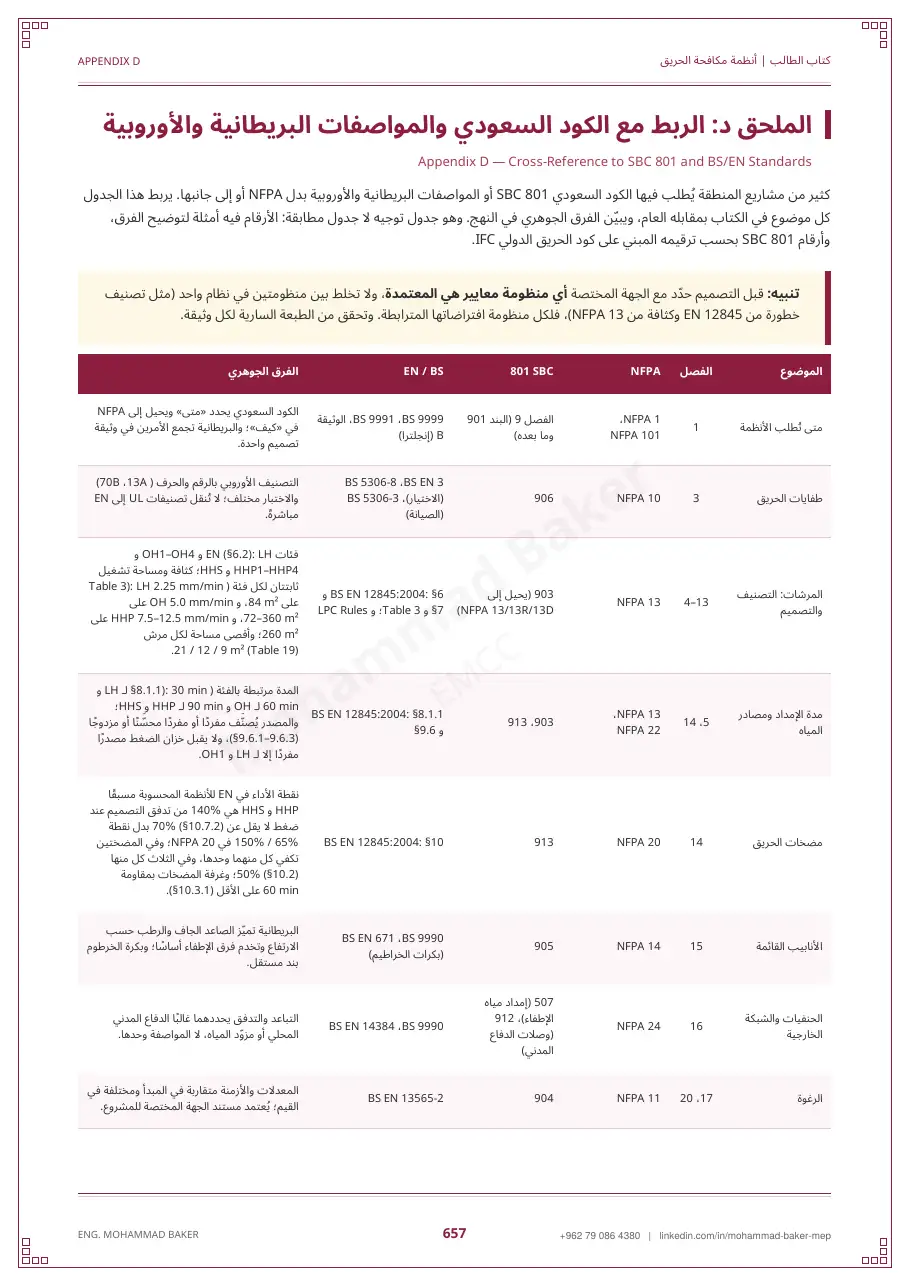 كتاب الطالب | أنظمة مكافحة الحريق
APPENDIX D
الملحق د: الربط مع الكود السعودي والمواصفات البريطانية والأوروبية
Appendix D — Cross-Reference to SBC 801 and BS/EN Standards
كثير من مشاريع المنطقة يُطلب فيها الكود السعودي SBC 801 أو المواصفات البريطانية والأوروبية بدل NFPA أو إلى جانبها. يربط هذا الجدول
كل موضوع في الكتاب بمقابله العام، ويبيّن الفرق الجوهري في النهج. وهو جدول توجيه لا جدول مطابقة: الأرقام فيه أمثلة لتوضيح الفرق،
وأرقام SBC 801 بحسب ترقيمه المبني على كود الحريق الدولي IFC.
تنبيه: قبل التصميم حدّد مع الجهة المختصة أي منظومة معايير هي المعتمدة، ولا تخلط بين منظومتين في نظام واحد (مثل تصنيف
خطورة من EN 12845 وكثافة من NFPA 13)، فلكل منظومة افتراضاتها المترابطة. وتحقق من الطبعة السارية لكل وثيقة.
الموضوع
الفصل
NFPA
801 SBC
EN / BS
الفرق الجوهري
متى تُطلب الأنظمة
1
NFPA 1،
NFPA 101
الفصل 9 (البند 901
وما بعده)
BS 9999، BS 9991، الوثيقة
B (إنجلترا)
الكود السعودي يحدد «متى» ويحيل إلى NFPA
في «كيف»؛ والبريطانية تجمع الأمرين في وثيقة
تصميم واحدة.
طفايات الحريق
3
NFPA 10
906
BS EN 3، BS 5306-8
(الاختيار)، BS 5306-3
(الصيانة)
التصنيف الأوروبي بالرقم والحرف ( 13A، 70B)
والاختبار مختلف؛ لا تُنقل تصنيفات UL إلى EN
مباشرةً.
المرشات: التصنيف
والتصميم
4–13
NFPA 13
903 (يحيل إلى
NFPA 13/13R/13D)
BS EN 12845:2004: §6 و
§7 و Table 3؛ و LPC Rules
فئات EN (§6.2): LH و OH1–OH4 و
HHP1–HHP4 و HHS؛ كثافة ومساحة تشغيل
ثابتتان لكل فئة ( Table 3): LH 2.25 mm/min
على 84 m²، و OH 5.0 mm/min على
72–360 m²، و HHP 7.5–12.5 mm/min على
260 m²؛ وأقصى مساحة لكل مرش
21 / 12 / 9 m² (Table 19).
مدة الإمداد ومصادر
المياه
5، 14
NFPA 13،
NFPA 22
903، 913
BS EN 12845:2004: §8.1.1
و §9.6
المدة مرتبطة بالفئة ( §8.1.1): 30 min لـ LH و
60 min لـ OH و 90 min لـ HHP و HHS؛
والمصدر يُصنَّف مفردًا أو مفردًا محسّنًا أو مزدوجًا
(§9.6.1–9.6.3)، ولا يقبل خزان الضغط مصدرًا
مفردًا إلا لـ LH و OH1.
مضخات الحريق
14
NFPA 20
913
BS EN 12845:2004: §10
نقطة الأداء في EN للأنظمة المحسوبة مسبقًا
HHP و HHS هي 140% من تدفق التصميم عند
ضغط لا يقل عن 70% (§10.7.2) بدل نقطة
150% / 65% في NFPA 20؛ وفي المضختين
تكفي كل منهما وحدها، وفي الثلاث كل منها
50% (§10.2)؛ وغرفة المضخات بمقاومة
60 min على الأقل (§10.3.1).
الأنابيب القائمة
15
NFPA 14
905
BS 9990، BS EN 671
(بكرات الخراطيم)
البريطانية تميّز الصاعد الجاف والرطب حسب
الارتفاع وتخدم فرق الإطفاء أساسًا؛ وبكرة الخرطوم
بند مستقل.
الحنفيات والشبكة
الخارجية
16
NFPA 24
507 (إمداد مياه
الإطفاء)، 912
(وصلات الدفاع
المدني)
BS 9990، BS EN 14384
التباعد والتدفق يحددهما غالبًا الدفاع المدني
المحلي أو مزوّد المياه، لا المواصفة وحدها.
الرغوة
17، 20
NFPA 11
904
BS EN 13565-2
المعدلات والأزمنة متقاربة في المبدأ ومختلفة في
القيم؛ يُعتمد مستند الجهة المختصة للمشروع.
Mohammad Baker
EMCC
ENG. MOHAMMAD BAKER
657
+962 79 086 4380 | linkedin.com/in/mohammad-baker-mep